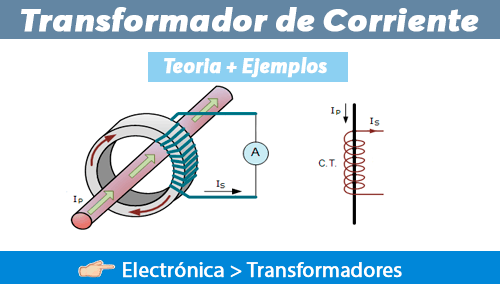 Transformador de Corriente
Teoria + Ejemplos
IP
A
IS
IP
IS
C.T.
Electrónica > Transformadores